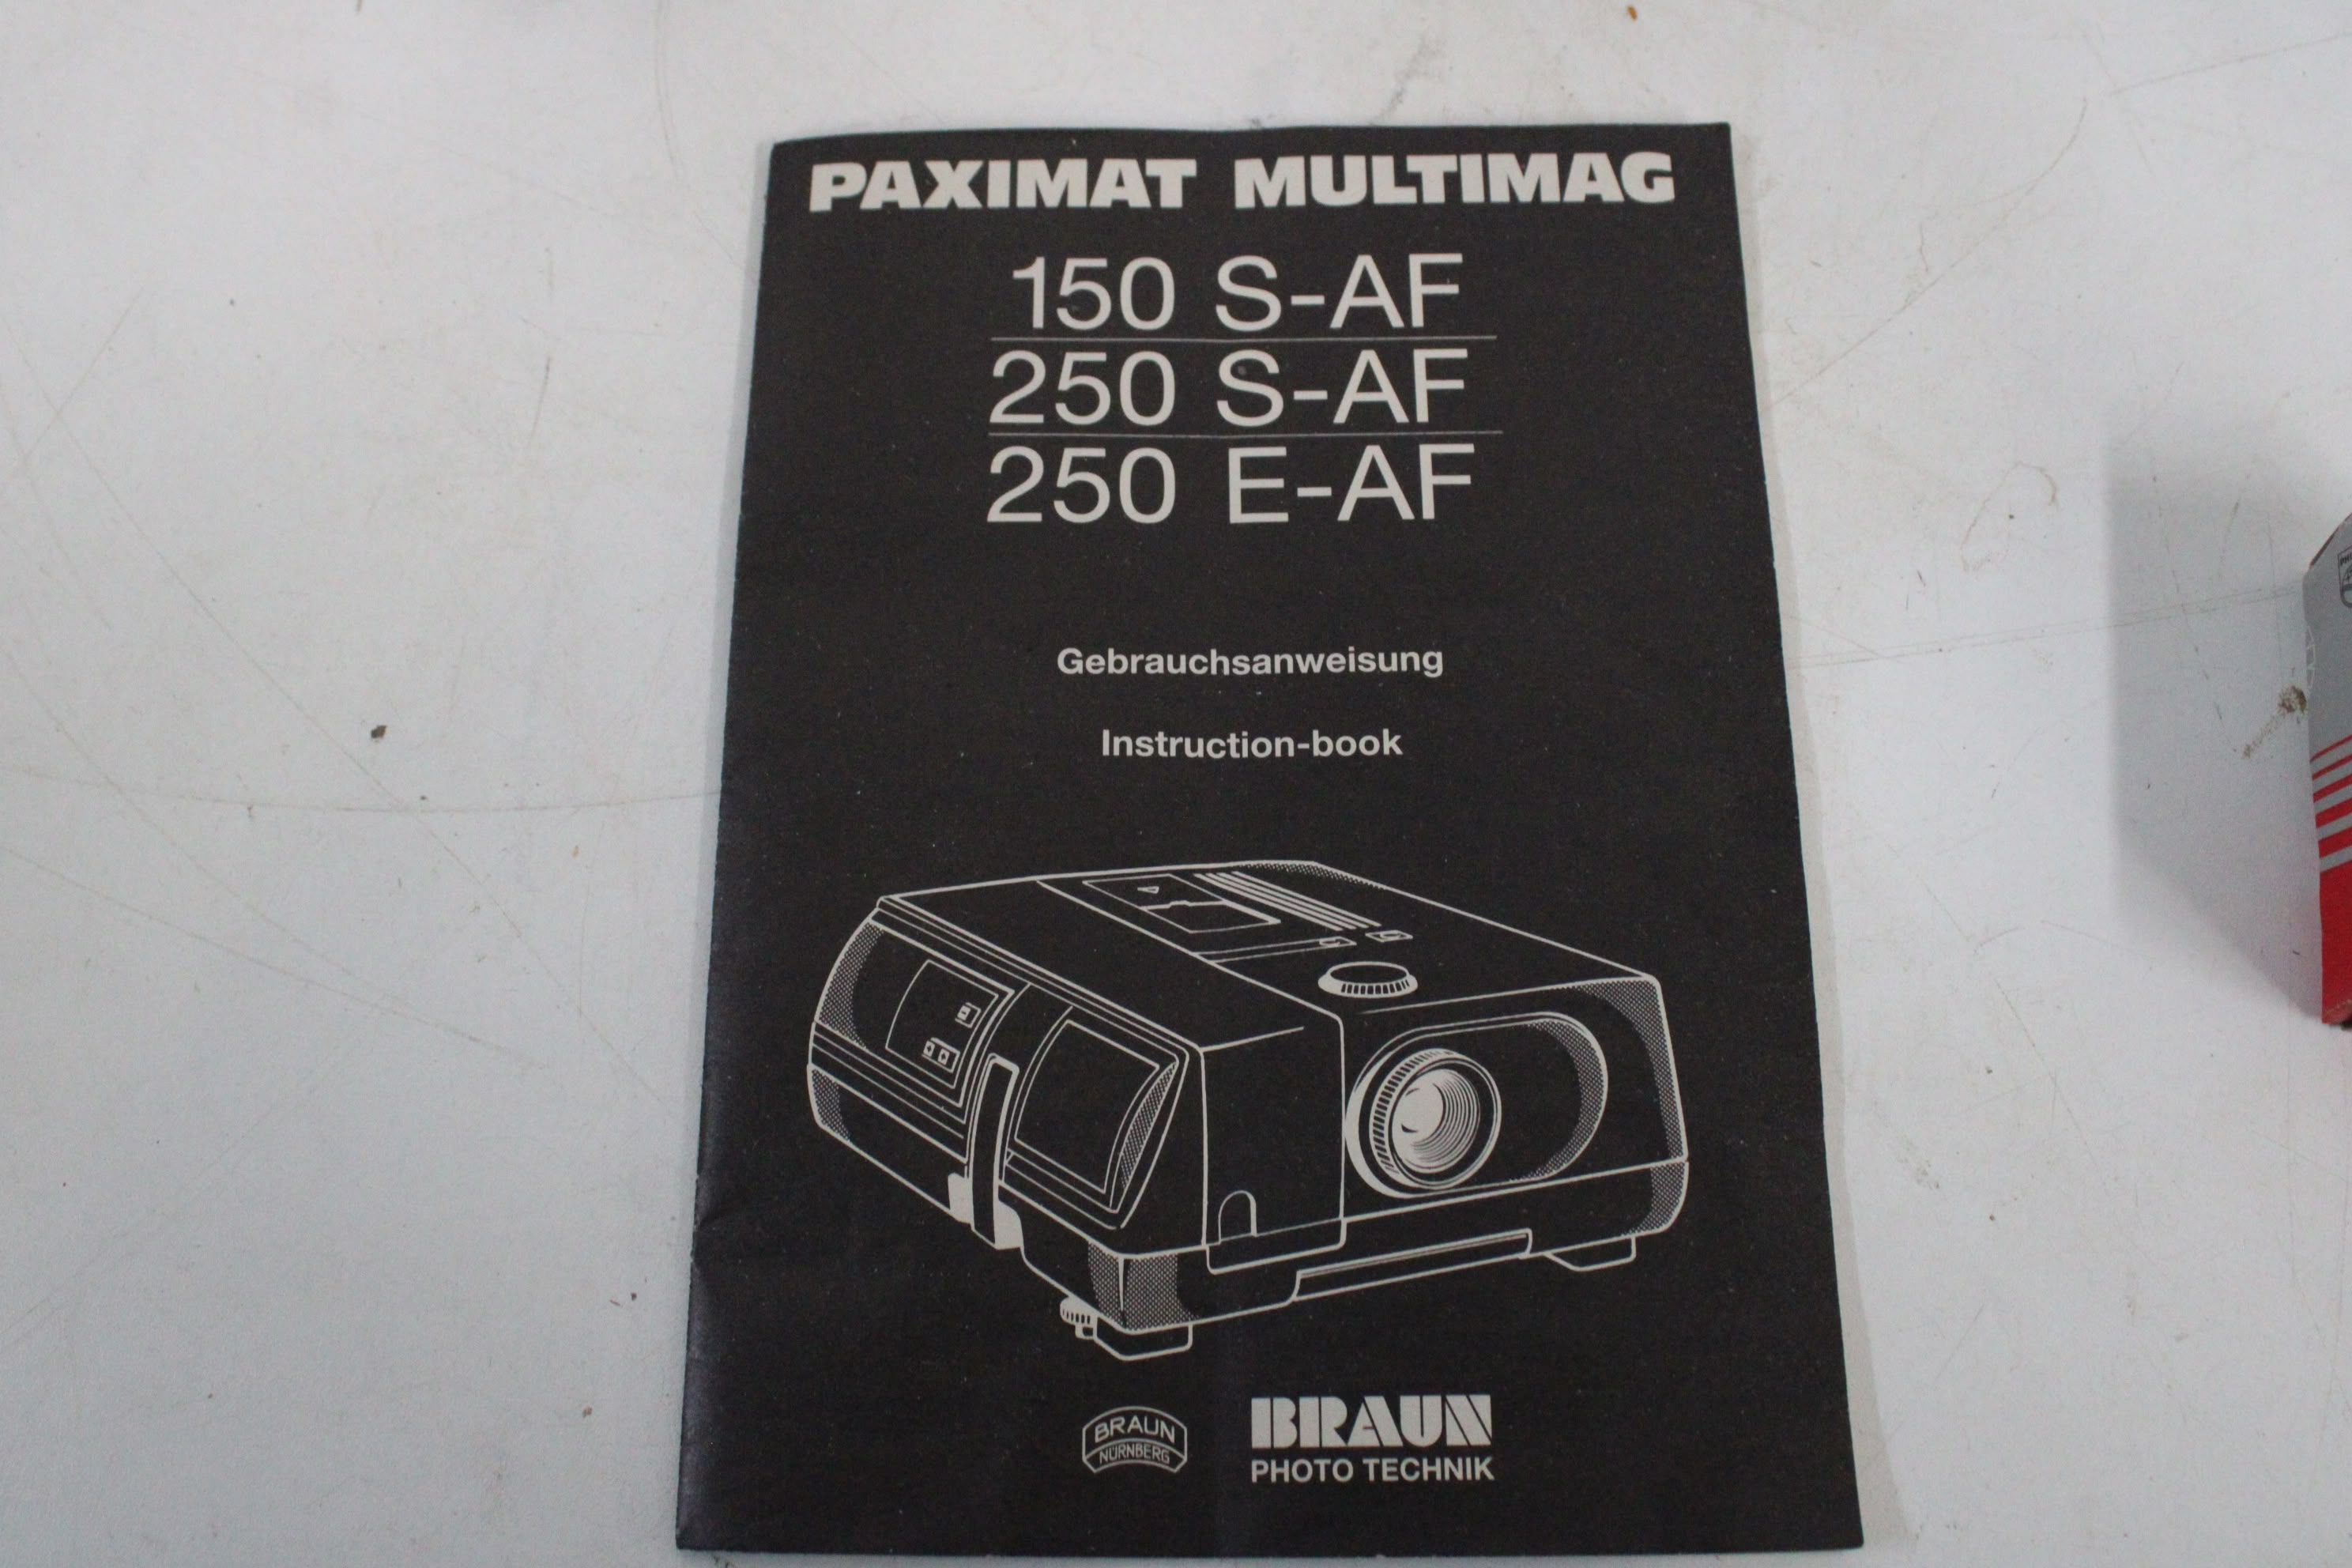 PAXIMAT MULTIMAG
150 S-AF
250 S-AF
250 E-AF
Gebrauchsanweisung
Instruction-book
BRAUN
NÜRNBERG
BRAUN
PHOTO TECHNIK